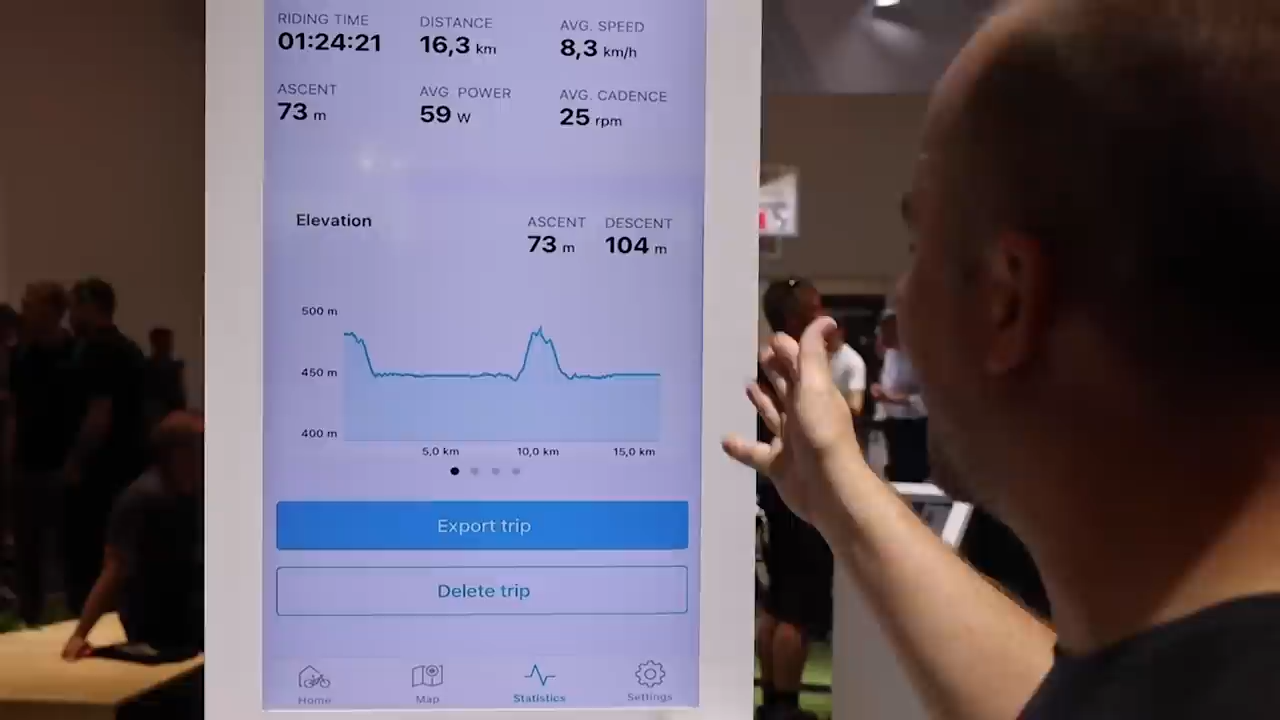 RIDING TIME DISTANCE AVG. SPEED
01:24:21 16,3 km 8,3 km/h
ASCENT AVG. POWER AVG. CADENCE
73 m 59 W 25 rpm
Elevation ASCENT DESCENT
73 m 104 m
500 m
450 m
400 m
5,0 km 10,0 km 15,0 km
Export trip
Delete trip
Home Map Statistics Settings